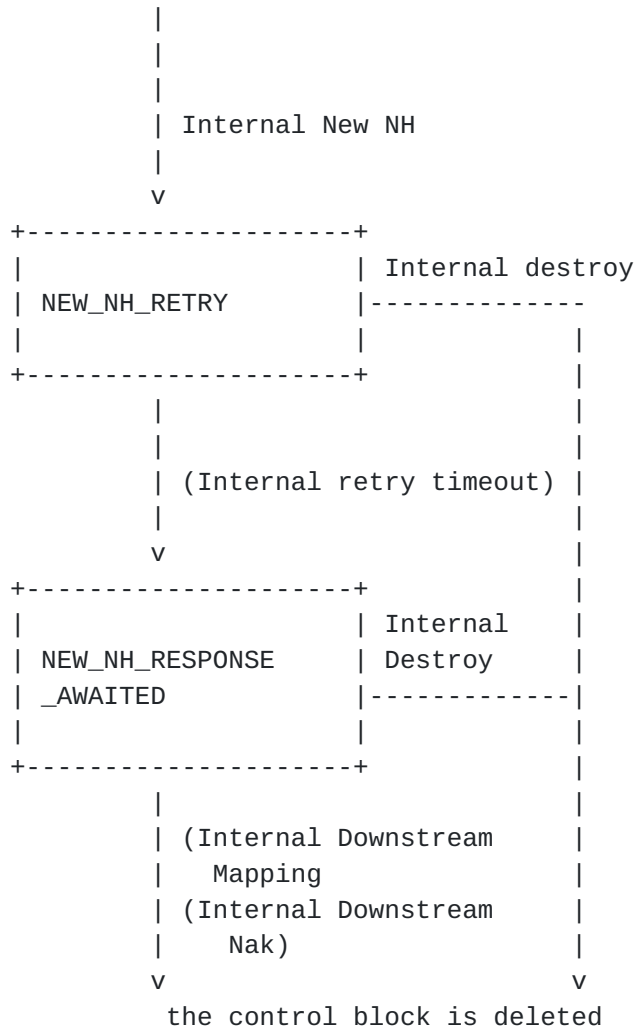 Internal New NH
Internal destroy
NEW_NH_RETRY
(Internal retry timeout)
Internal
NEW_NH_RESPONSE Destroy
_AWAITED
(Internal Downstream
Mapping
(Internal Downstream
Nak)
the control block is deleted